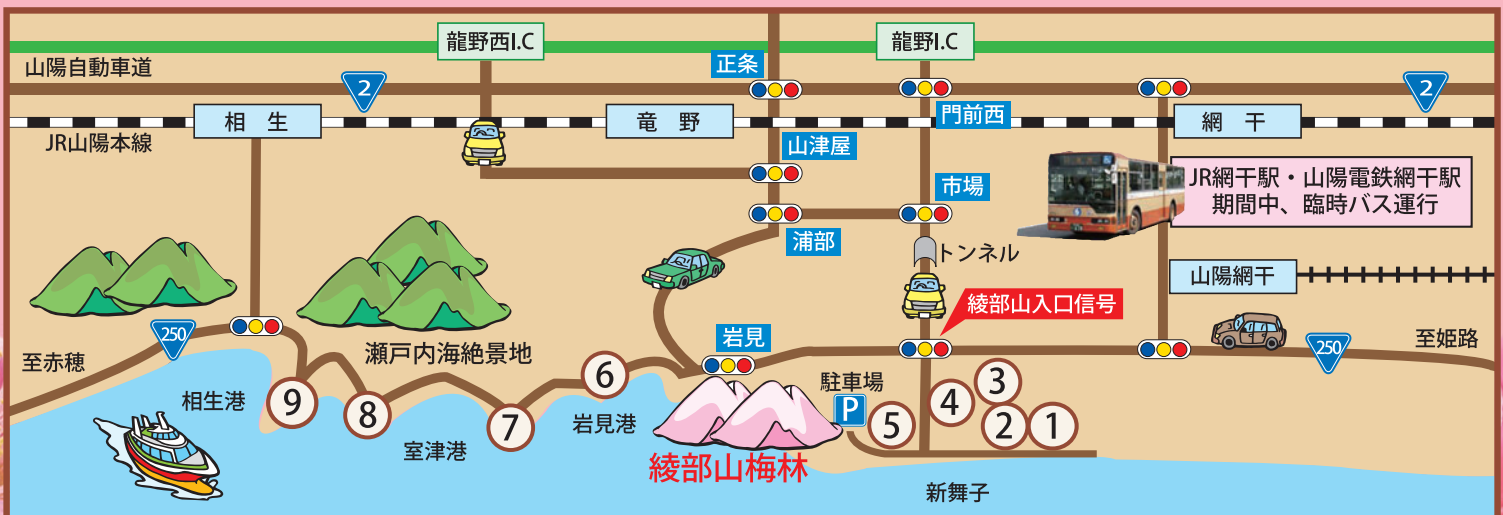 龍野西I.C
龍野I.C
山陽自動車道
正条
2
2
相生
竜野
門前西
網干
JR山陽本線
山津屋
JR網干駅・山陽電鉄網干駅
期間中、臨時バス運行
市場
浦部
トンネル
山陽網干
綾部山入口信号
250
至赤穂
瀬戸内海絶景地
岩見
250
至姫路
相生港
9
8
室津港
7
6
岩見港
駐車場
P
5
4
3
2
1
綾部山梅林
新舞子